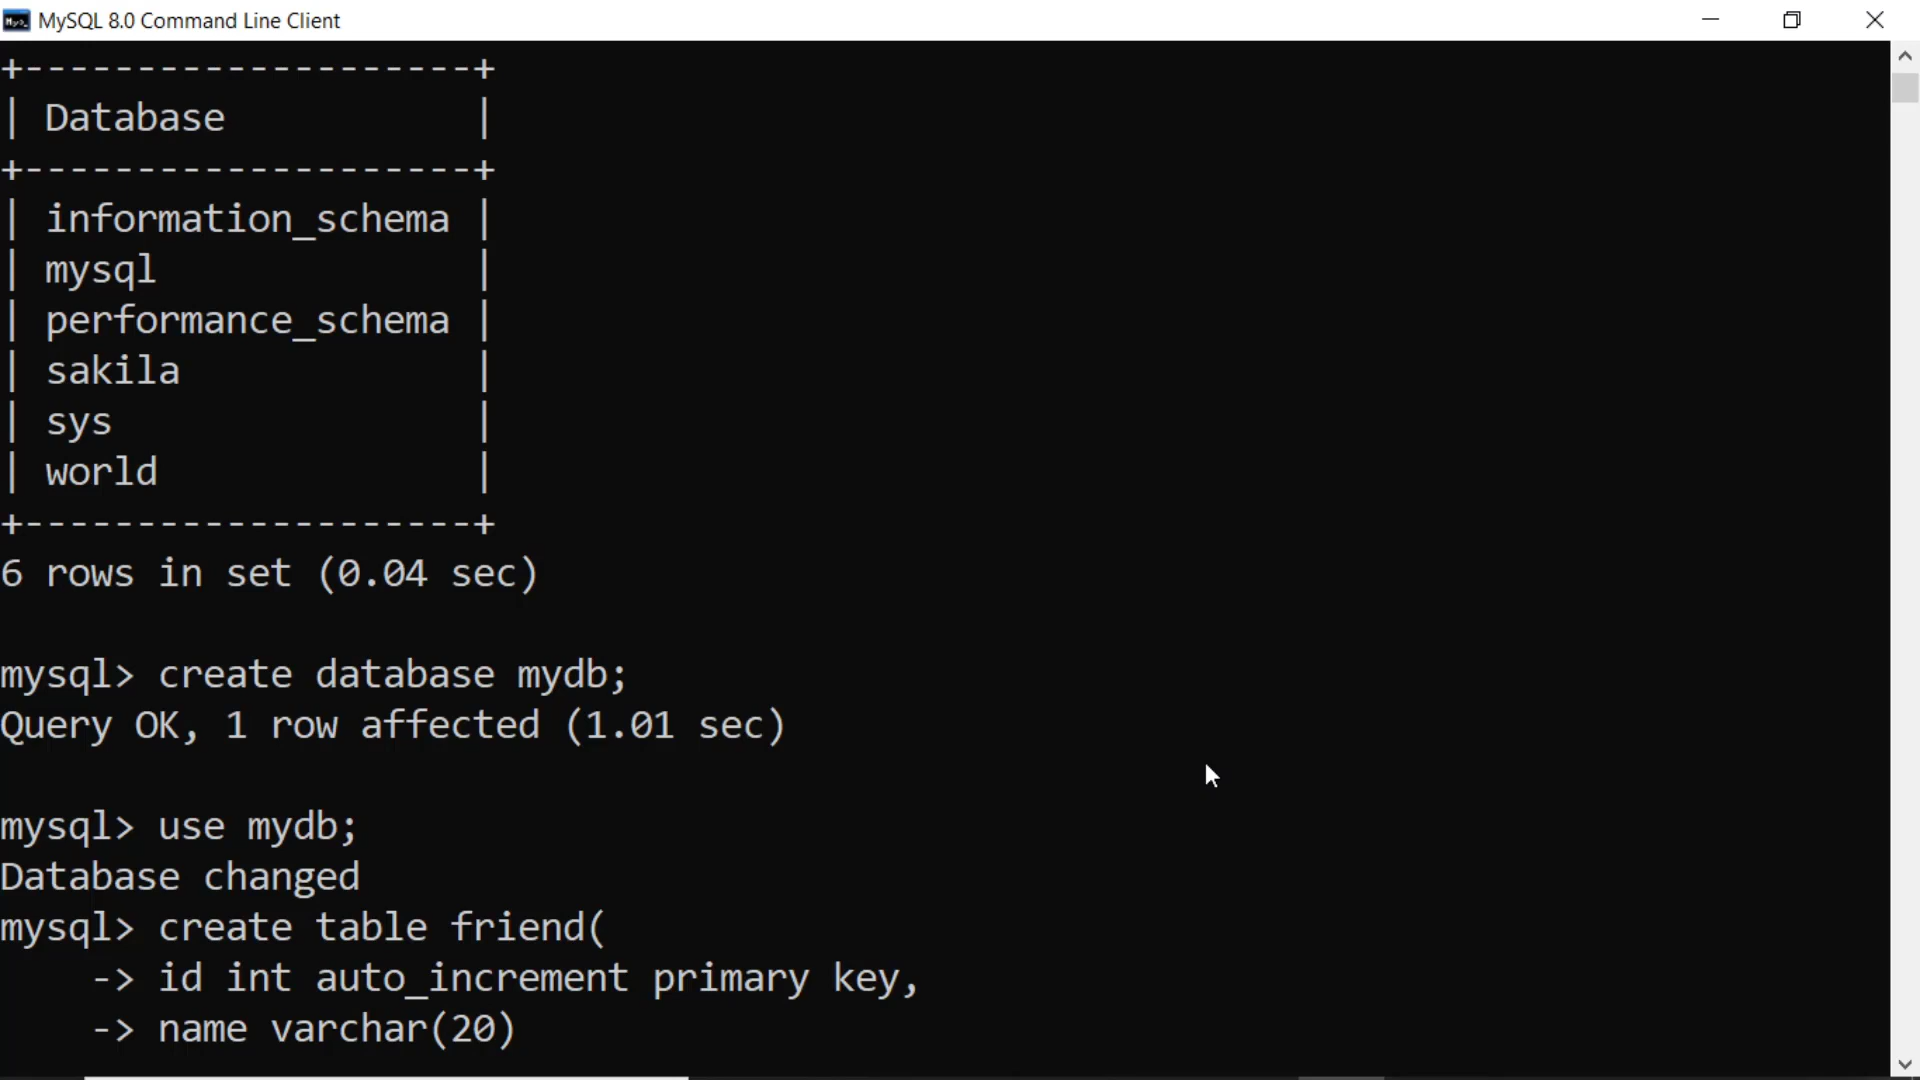 MySQL 8.0 Command Line Client
+--------------------+
| Database           |
+--------------------+
| information_schema |
| mysql              |
| performance_schema |
| sakila             |
| sys                |
| world              |
+--------------------+
6 rows in set (0.04 sec)
mysql> create database mydb;
Query OK, 1 row affected (1.01 sec)
mysql> use mydb;
Database changed
mysql> create table friend(
    -> id int auto_increment primary key,
    -> name varchar(20)